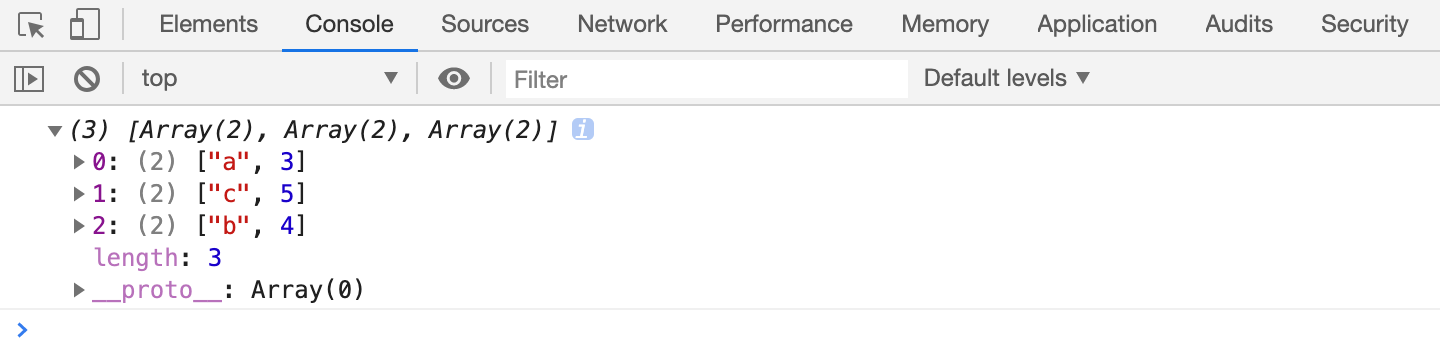 Elements Console Sources Network Performance Memory Application Audits Security
top Filter Default levels
(3) [Array(2), Array(2), Array(2)] i
0: (2) ["a", 3]
1: (2) ["c", 5]
2: (2) ["b", 4]
length: 3
__proto__: Array(0)